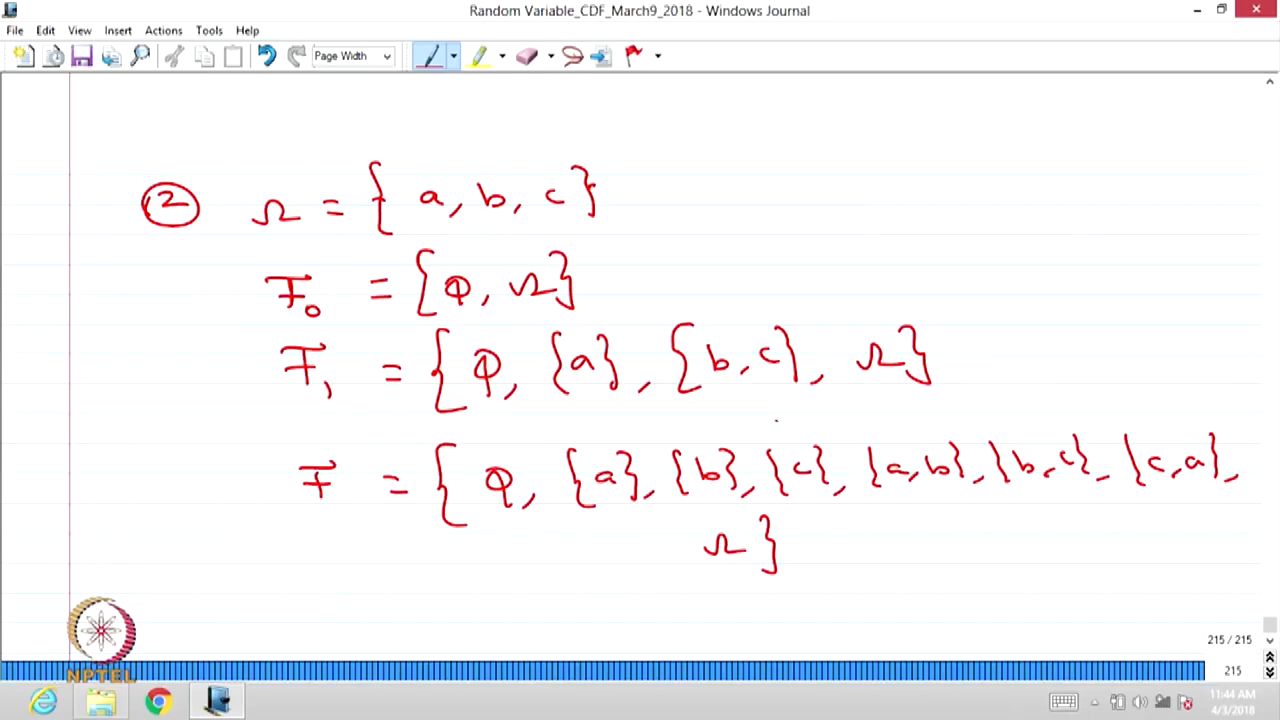 Random Variable_CDF_March9_2018 - Windows Journal
File Edit View Insert Actions Tools Help
Page Width
② Ω = { a, b, c }
F₀ = { Φ, Ω }
F₁ = { Φ, {a}, {b, c}, Ω }
F = { Φ, {a}, {b}, {c}, {a, b}, {b, c}, {c, a},
Ω }
215 / 215
NPTEL
215
11:44 AM
4/3/2018